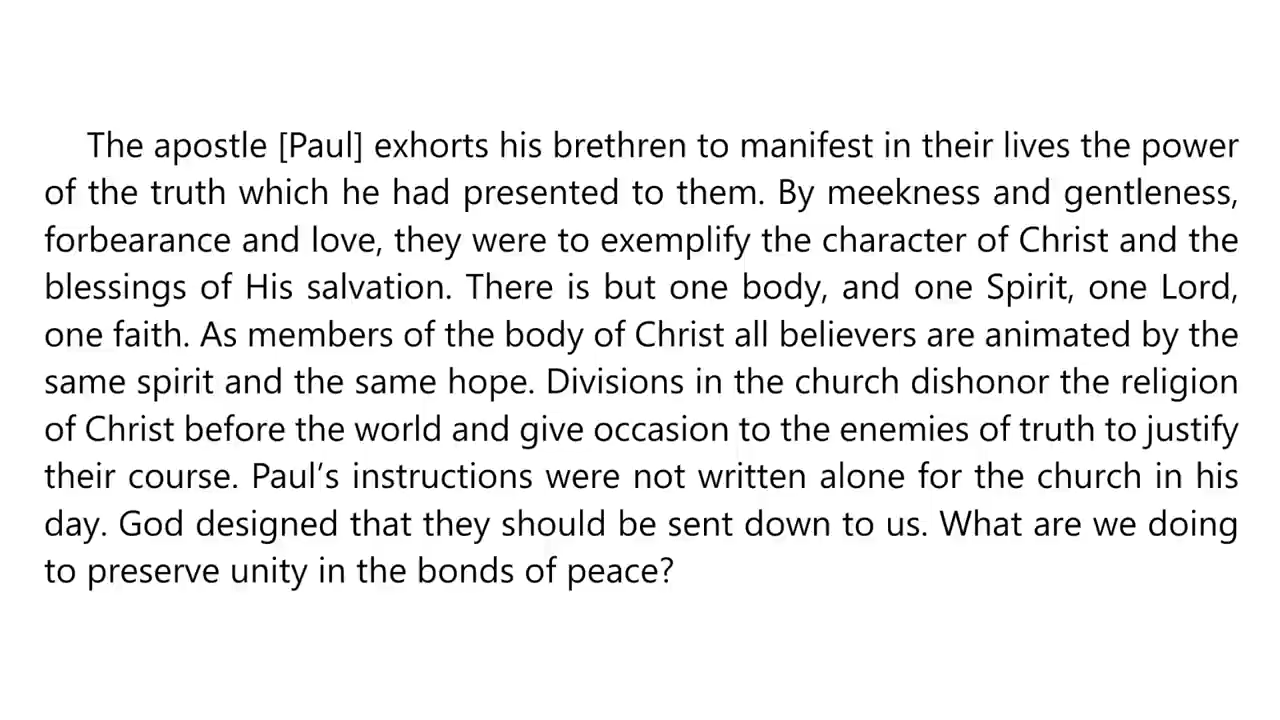 The apostle [Paul] exhorts his brethren to manifest in their lives the power
of the truth which he had presented to them. By meekness and gentleness,
forbearance and love, they were to exemplify the character of Christ and the
blessings of His salvation. There is but one body, and one Spirit, one Lord,
one faith. As members of the body of Christ all believers are animated by the
same spirit and the same hope. Divisions in the church dishonor the religion
of Christ before the world and give occasion to the enemies of truth to justify
their course. Paul’s instructions were not written alone for the church in his
day. God designed that they should be sent down to us. What are we doing
to preserve unity in the bonds of peace?